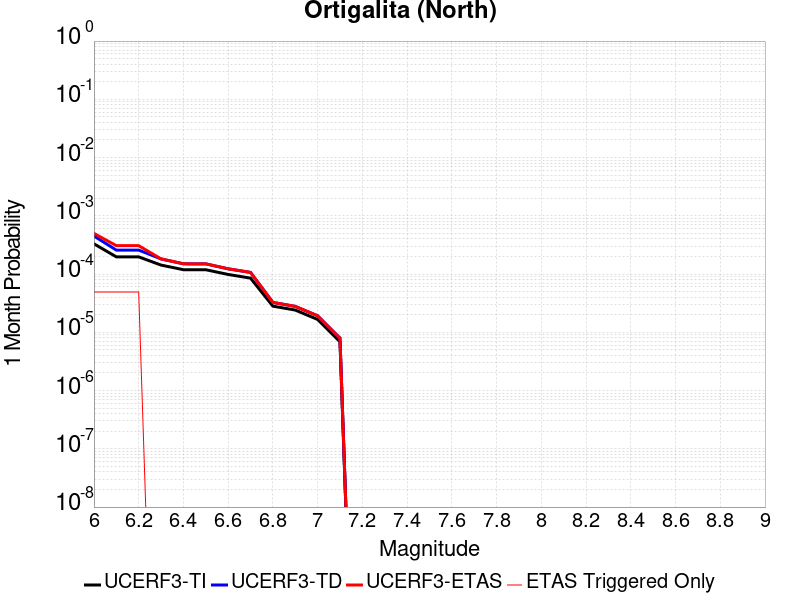 Ortigalita (North)
10^0
10^-1
10^-2
10^-3
10^-4
10^-5
10^-6
10^-7
10^-8
1 Month Probability
6 6.2 6.4 6.6 6.8 7 7.2 7.4 7.6 7.8 8 8.2 8.4 8.6 8.8 9
Magnitude
UCERF3-TI UCERF3-TD UCERF3-ETAS ETAS Triggered Only